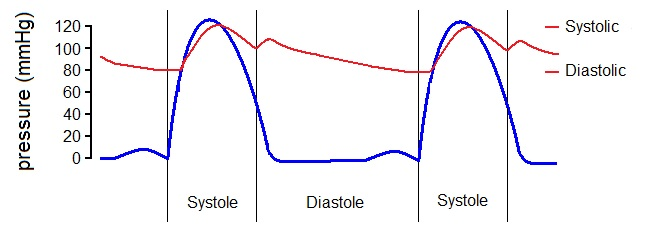 pressure (mmHg)
120
100
80
60
40
20
0
Systole
Diastole
Systole
Systolic
Diastolic